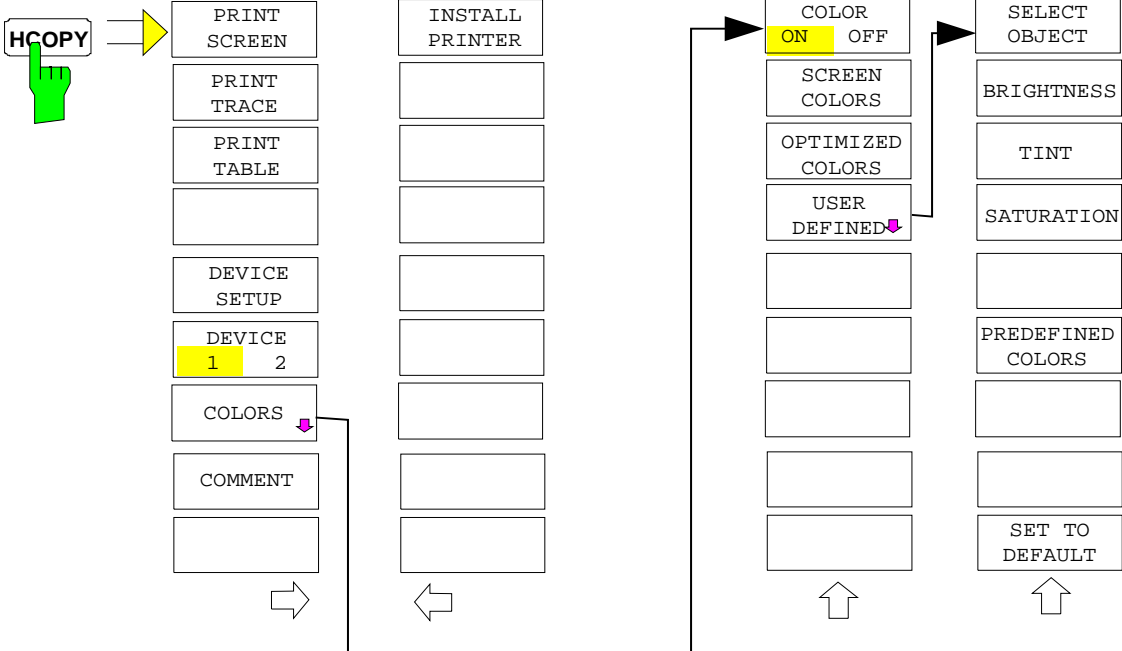 HCOPY
PRINT
SCREEN
PRINT
TRACE
PRINT
TABLE
DEVICE
SETUP
DEVICE
1 2
COLORS
COMMENT
INSTALL
PRINTER
COLOR
ON OFF
SCREEN
COLORS
OPTIMIZED
COLORS
USER
DEFINED
SELECT
OBJECT
BRIGHTNESS
TINT
SATURATION
PREDEFINED
COLORS
SET TO
DEFAULT